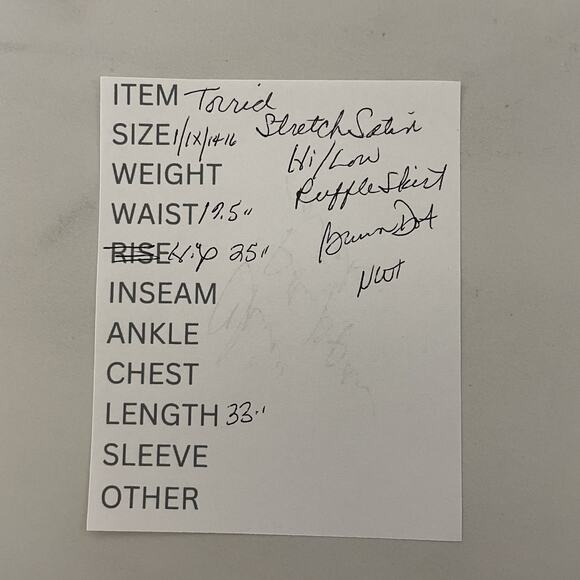 ITEM Torrid
SIZE 1/1X/14-16 Stretch Satin
WEIGHT Hi/Low
Ruffle Skirt
WAIST 17.5"
Brown Dot
RISE Hip 25"
NWT
INSEAM
ANKLE
CHEST
LENGTH 33"
SLEEVE
OTHER